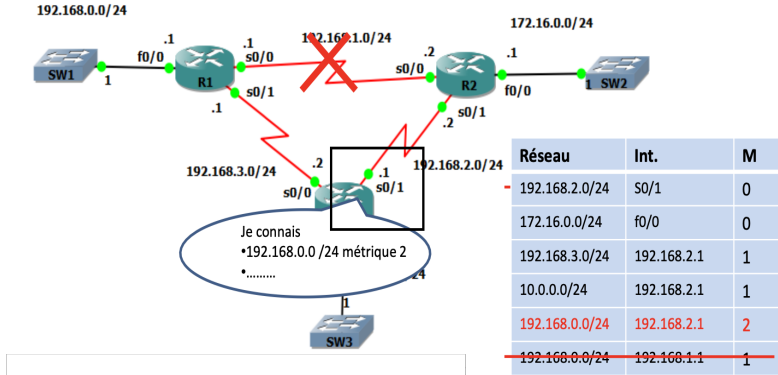 192.168.0.0/24
172.16.0.0/24
.1
.1
192.168.1.0/24
.2
.1
f0/0
s0/0
s0/0
SW1
1
R1
R2
f0/0
1
SW2
s0/1
s0/1
.1
.2
192.168.3.0/24
.2
.1
192.168.2.0/24
s0/0
s0/1
Je connais
•192.168.0.0 /24 métrique 2
•.........
24
1
SW3
Réseau Int. M
192.168.2.0/24 S0/1 0
172.16.0.0/24 f0/0 0
192.168.3.0/24 192.168.2.1 1
10.0.0.0/24 192.168.2.1 1
192.168.0.0/24 192.168.2.1 2
192.168.0.0/24 192.168.1.1 1